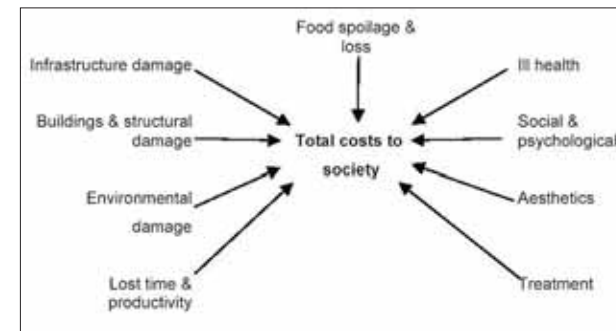 Food spoilage &
loss
Infrastructure damage
Ill health
Buildings & structural
damage
Total costs to
society
Social &
psychological
Environmental
damage
Aesthetics
Lost time &
productivity
Treatment